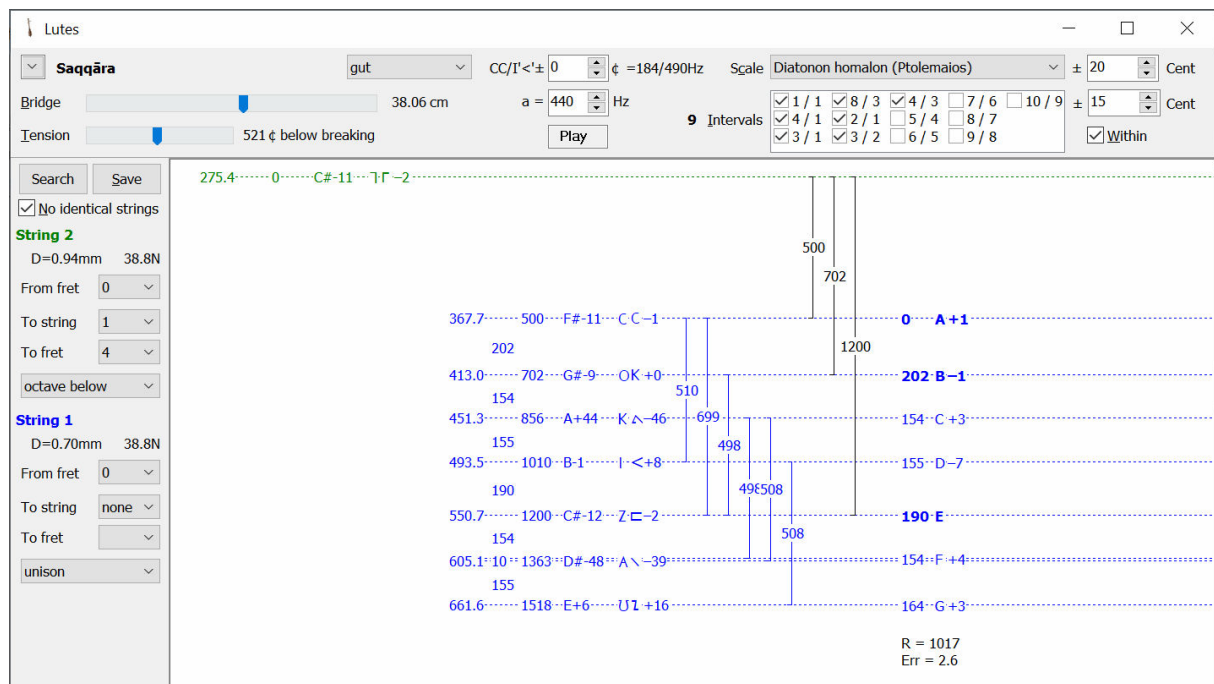 Lutes
Saqqāra
gut
CC/I'<'± 0 ¢ =184/490Hz
Scale Diatonon homalon (Ptolemaios) ± 20 Cent
Bridge 38.06 cm
a = 440 Hz
9 Intervals
1 / 1 8 / 3 4 / 3 7 / 6 10 / 9
4 / 1 2 / 1 5 / 4 8 / 7
3 / 1 3 / 2 6 / 5 9 / 8
± 15 Cent
Tension 521 ¢ below breaking
Play
Within
Search Save
No identical strings
String 2
D=0.94mm 38.8N
From fret 0
To string 1
To fret 4
octave below
String 1
D=0.70mm 38.8N
From fret 0
To string none
To fret
unison
275.4 0 C#-11 −2
500
702
1200
367.7 500 F#-11 C C −1 0 A+1
202
413.0 702 G#-9 O K +0 202 B−1
154
510
699
498
451.3 856 A+44 K −46 154 C+3
155
493.5 1010 B-1 I < +8 155 D−7
190
498 508
550.7 1200 C#-12 Z −2 190 E
508
154
605.1 10 1363 D#-48 A \ −39 154 F+4
155
661.6 1518 E+6 +16 164 G+3
R = 1017
Err = 2.6